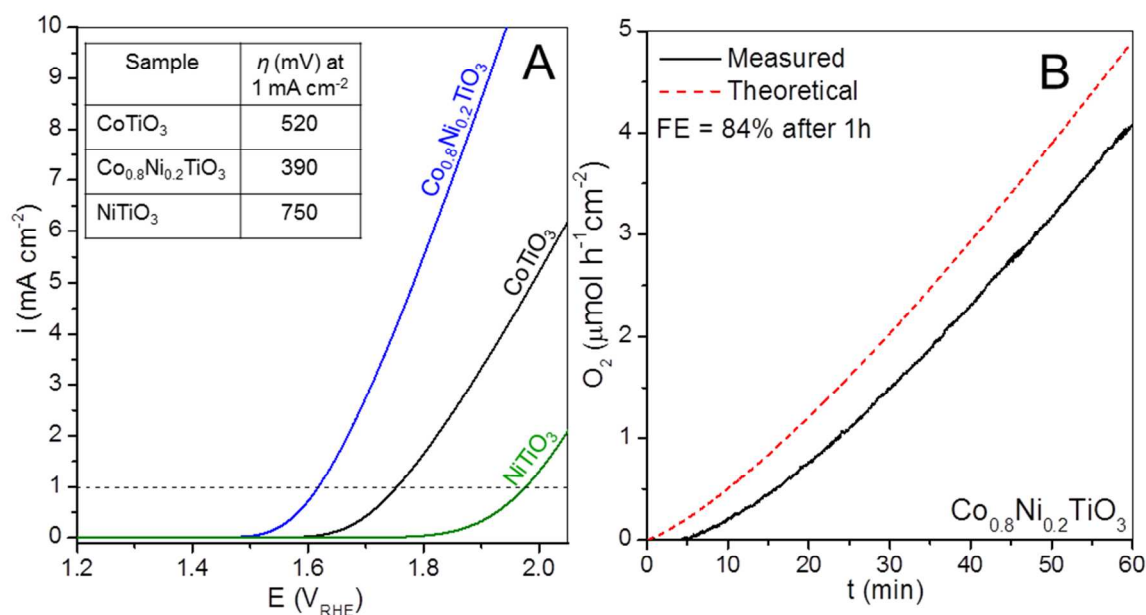 A
Sample η (mV) at 1 mA cm⁻²
CoTiO₃ 520
Co₀.₈Ni₀.₂TiO₃ 390
NiTiO₃ 750
Co₀.₈Ni₀.₂TiO₃
CoTiO₃
NiTiO₃
10
9
8
7
6
5
4
3
2
1
0
i (mA cm⁻²)
1.2 1.4 1.6 1.8 2.0
E (V_RHE)
B
Measured
Theoretical
FE = 84% after 1h
5
4
3
2
1
0
O₂ (μmol h⁻¹cm⁻²)
Co₀.₈Ni₀.₂TiO₃
0 10 20 30 40 50 60
t (min)